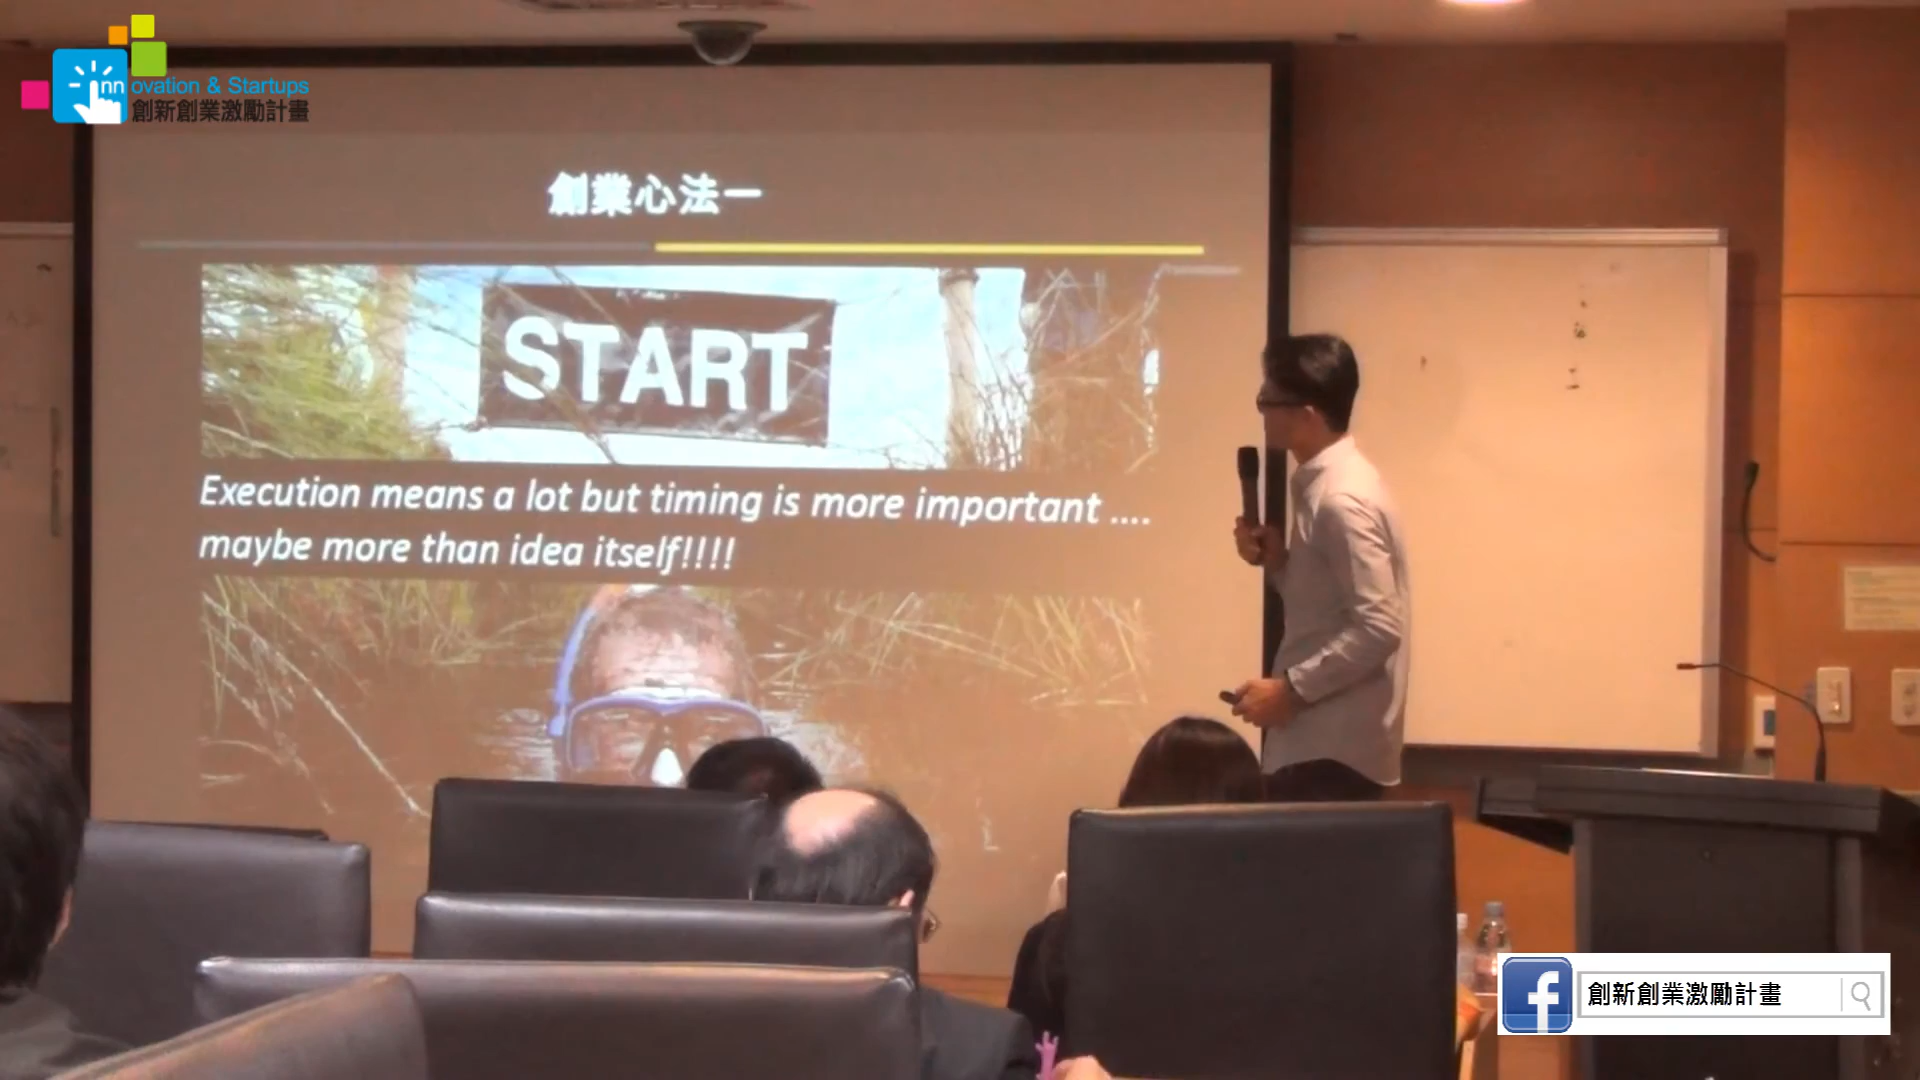 innovation & Startups
創新創業激勵計畫
創業心法一
START
Execution means a lot but timing is more important ....
maybe more than idea itself!!!!
f
創新創業激勵計畫